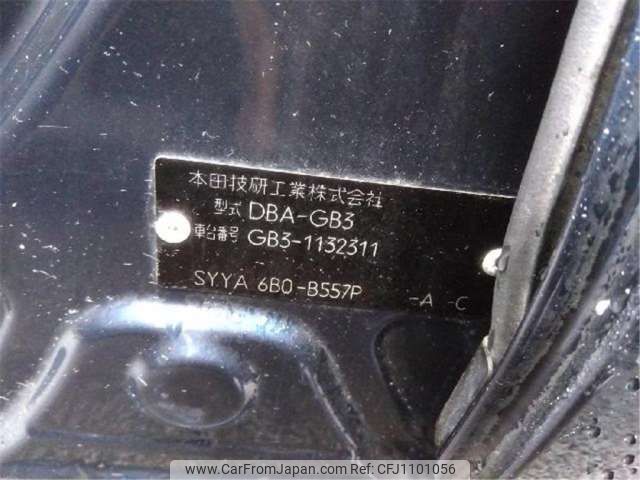 本田技研工業株式会社
型式 DBA-GB3
車台番号 GB3-1132311
SYYA 6B0-B557P -A -C
www.CarFromJapan.com Ref:CFJ1101056